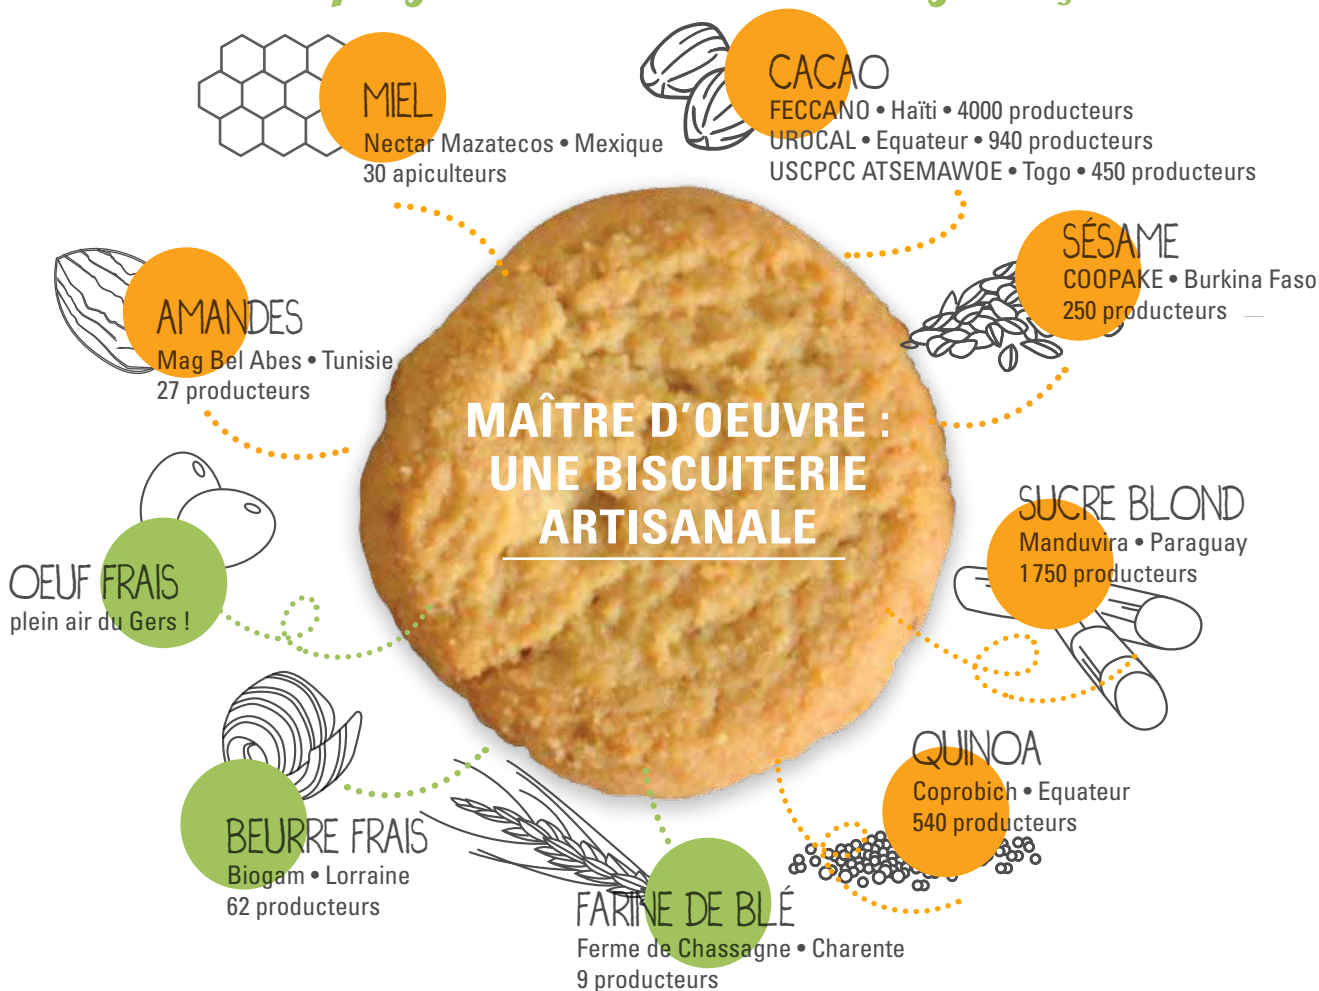 MIEL
Nectar Mazatecos • Mexique
30 apiculteurs
CACAO
FECCANO • Haïti • 4000 producteurs
UROCAL • Equateur • 940 producteurs
USCPCC ATSEMAWOE • Togo • 450 producteurs
SÉSAME
COOPAKE • Burkina Faso
250 producteurs
AMANDES
Mag Bel Abes • Tunisie
27 producteurs
MAÎTRE D'OEUVRE :
UNE BISCUITERIE
ARTISANALE
SUCRE BLOND
Manduvira • Paraguay
1750 producteurs
OEUF FRAIS
plein air du Gers !
QUINOA
Coprobich • Equateur
540 producteurs
BEURRE FRAIS
Biogam • Lorraine
62 producteurs
FARINE DE BLÉ
Ferme de Chassagne • Charente
9 producteurs